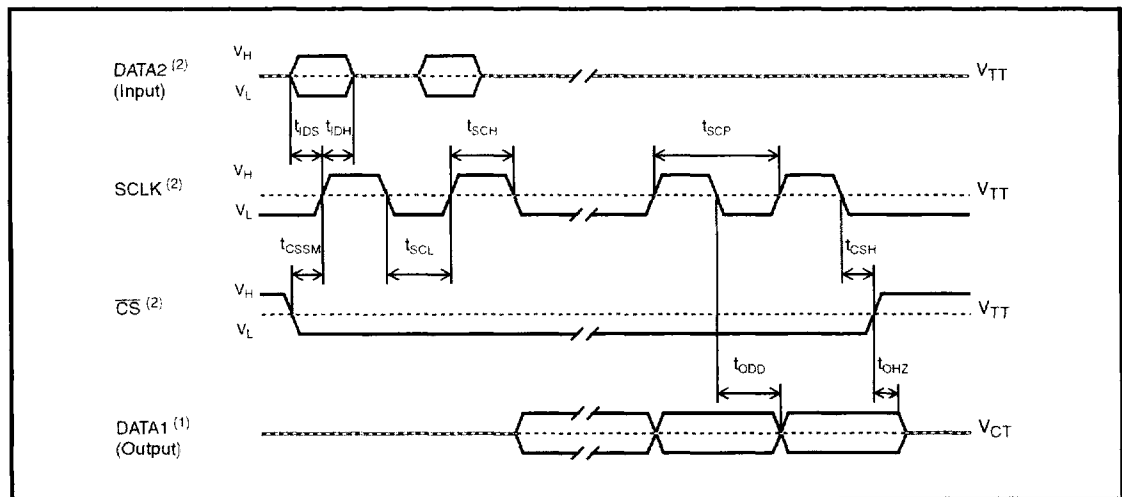 V_H
DATA2 (2)
(Input)
V_L
V_TT
t_IDS t_IDH t_SCH t_SCP
V_H
SCLK (2)
V_L
V_TT
t_CSSM t_SCL t_CSH
V_H
C̅S̅ (2)
V_L
V_TT
t_ODD t_OHZ
DATA1 (1)
(Output)
V_CT